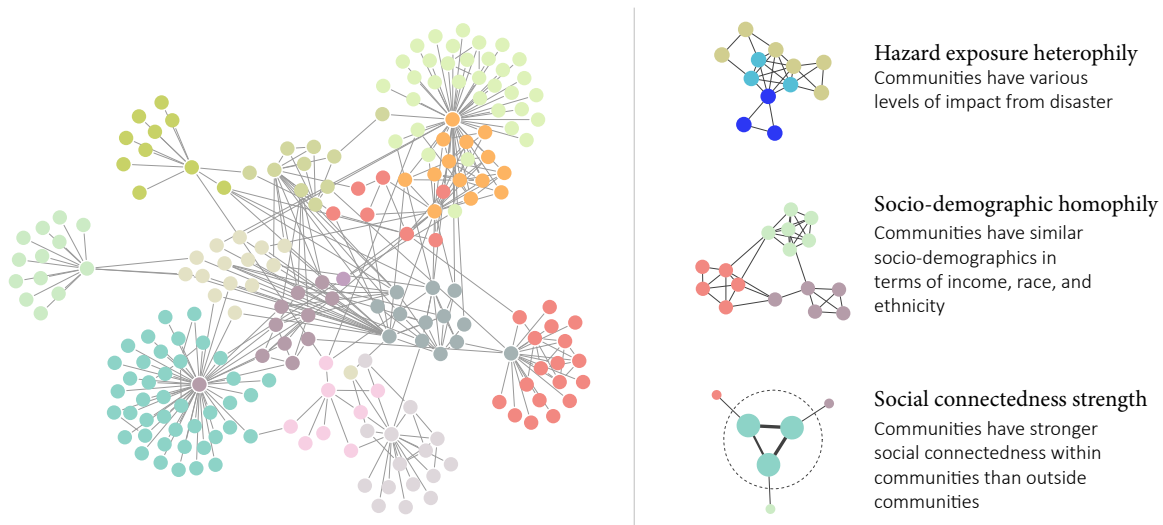 Hazard exposure heterophily
Communities have various
levels of impact from disaster
Socio-demographic homophily
Communities have similar
socio-demographics in
terms of income, race, and
ethnicity
Social connectedness strength
Communities have stronger
social connectedness within
communities than outside
communities